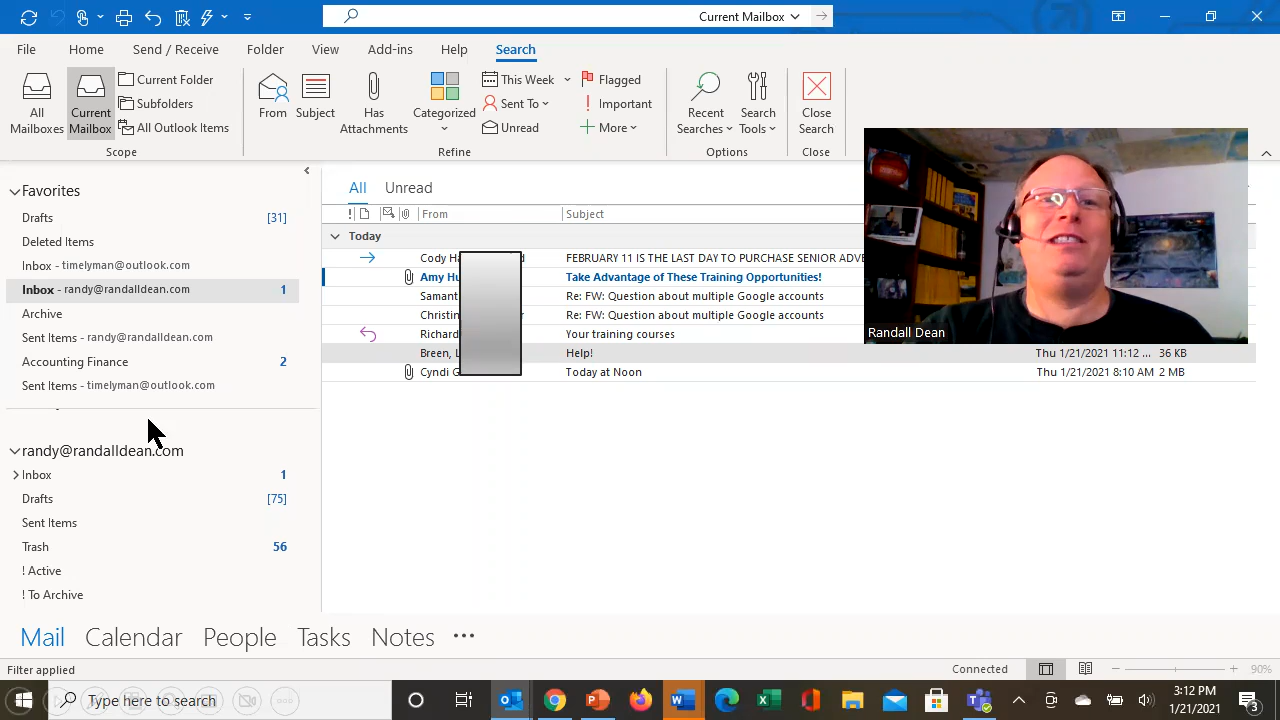 Current Mailbox
File Home Send / Receive Folder View Add-ins Help Search
All Mailboxes
Current Mailbox
Current Folder
Subfolders
All Outlook Items
Scope
From
Subject
Has Attachments
Categorized
This Week
Sent To
Unread
Flagged
Important
More
Refine
Recent Searches
Search Tools
Options
Close Search
Close
Favorites
Drafts [31]
Deleted Items
Inbox - timelyman@outlook.com
Inbox - randy@randalldean.com 1
Archive
Sent Items - randy@randalldean.com
Accounting Finance 2
Sent Items - timelyman@outlook.com
randy@randalldean.com
Inbox 1
Drafts [75]
Sent Items
Trash 56
! Active
! To Archive
All Unread
! From Subject
Today
Cody FEBRUARY 11 IS THE LAST DAY TO PURCHASE SENIOR
Amy Take Advantage of These Training Opportunities!
Re: FW: Question about multiple Google accounts
Re: FW: Question about multiple Google accounts
Your training courses
Breen, Help! Thu 1/21/2021 11:12 ... 36 KB
Cyndi Today at Noon Thu 1/21/2021 8:10 AM 2 MB
Randall Dean
Mail Calendar People Tasks Notes ...
Filter applied Connected 90%
Type here to search
3:12 PM
1/21/2021
3